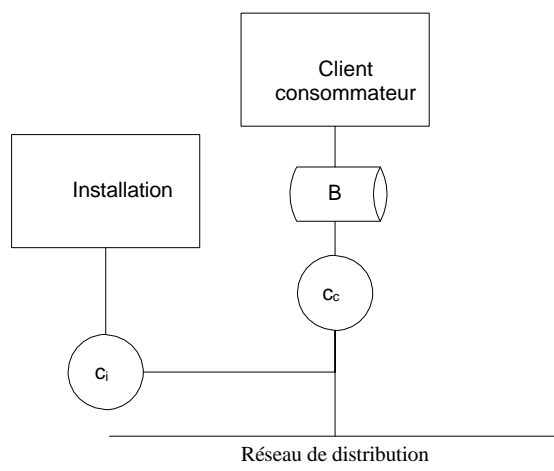 Client
consommateur
Installation
B
cc
ci
Réseau de distribution